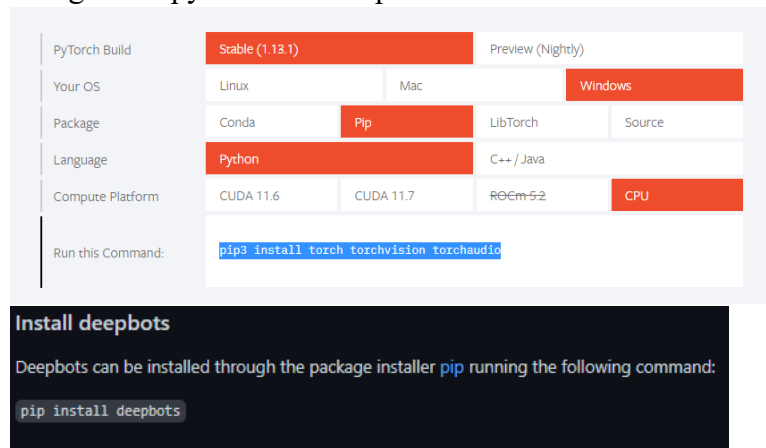 PyTorch Build Stable (1.13.1) Preview (Nightly)
Your OS Linux Mac Windows
Package Conda Pip LibTorch Source
Language Python C++ / Java
Compute Platform CUDA 11.6 CUDA 11.7 ROCm 5.2 CPU
Run this Command: pip3 install torch torchvision torchaudio
Install deepbots
Deepbots can be installed through the package installer pip running the following command:
pip install deepbots